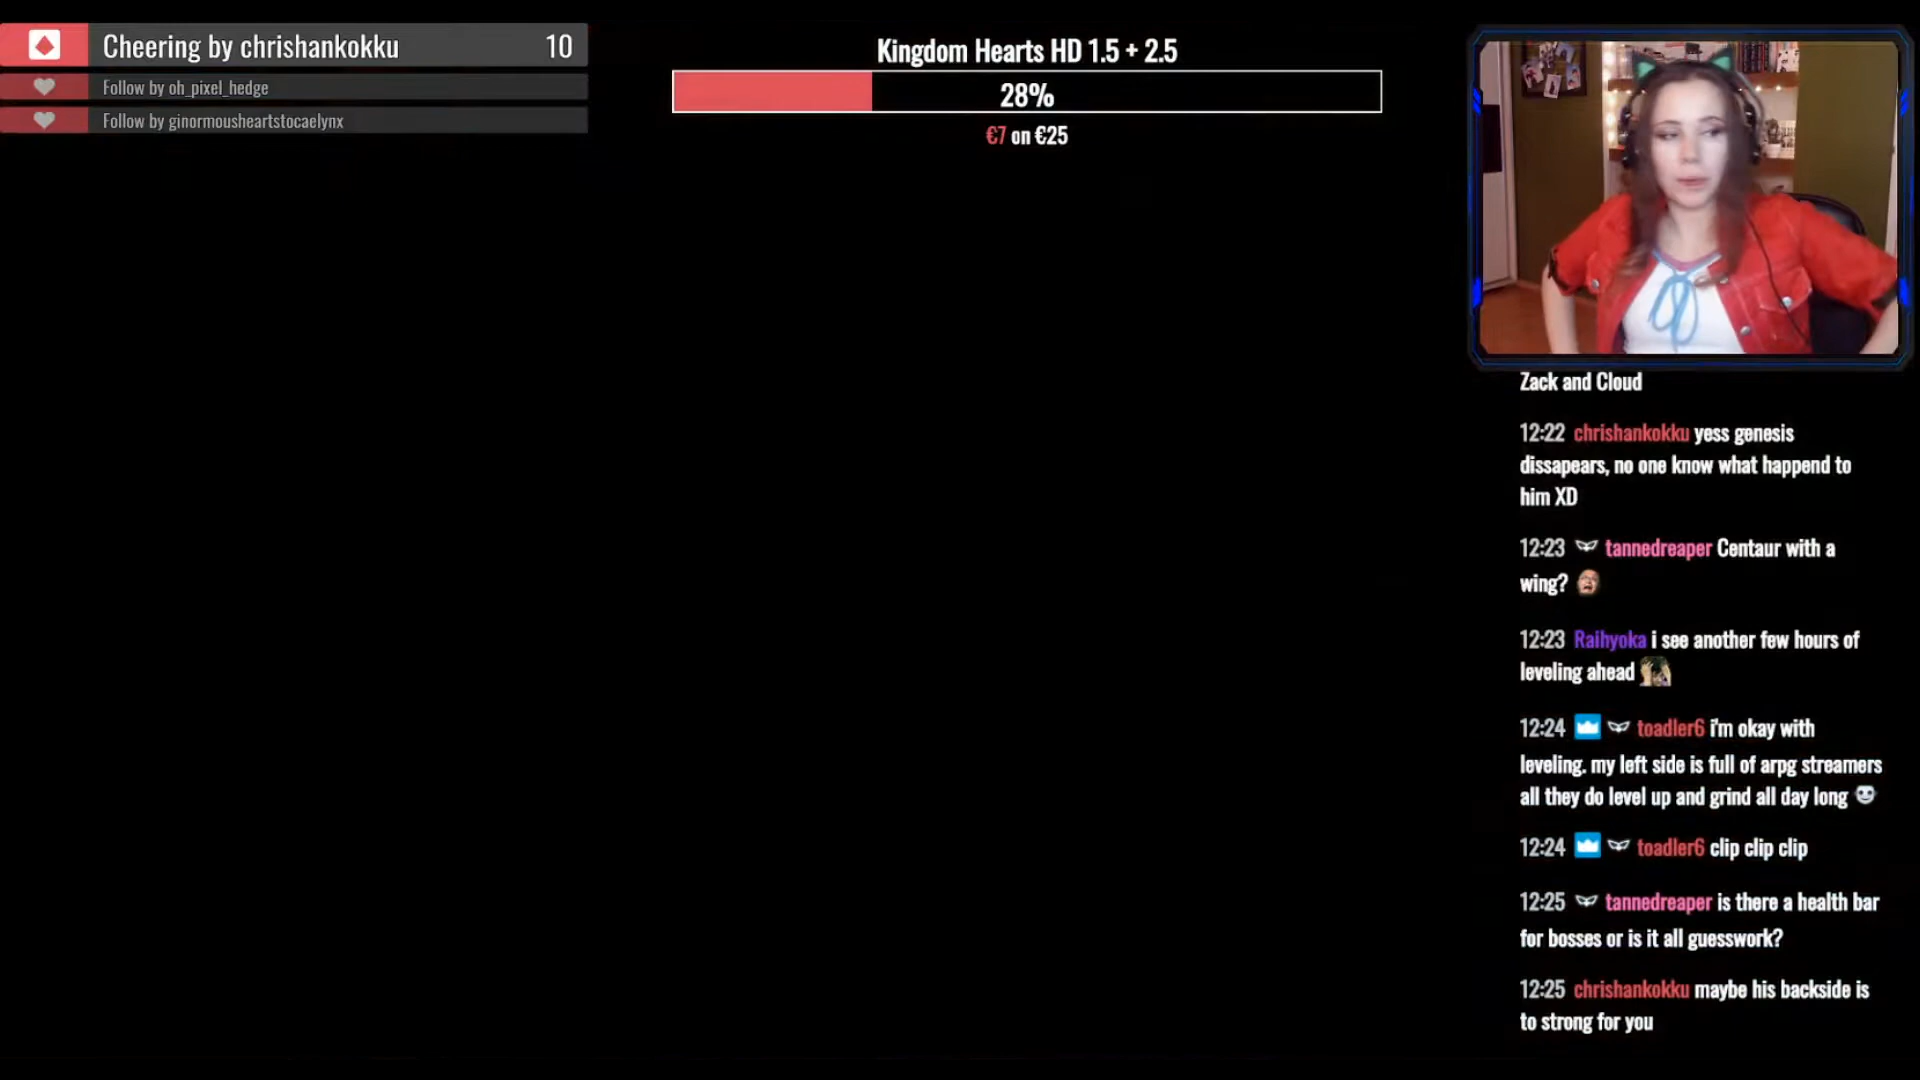 Cheering by chrishankokku 10
Follow by oh_pixel_hedge
Follow by ginormousheartstocaelynx
Kingdom Hearts HD 1.5 + 2.5
28%
€7 on €25
Zack and Cloud
12:22 chrishankokku yess genesis
dissapears, no one know what happend to
him XD
12:23 tannedreaper Centaur with a
wing?
12:23 Raihyoka i see another few hours of
leveling ahead
12:24 toadler6 i'm okay with
leveling. my left side is full of arpg streamers
all they do level up and grind all day long
12:24 toadler6 clip clip clip
12:25 tannedreaper is there a health bar
for bosses or is it all guesswork?
12:25 chrishankokku maybe his backside is
to strong for you